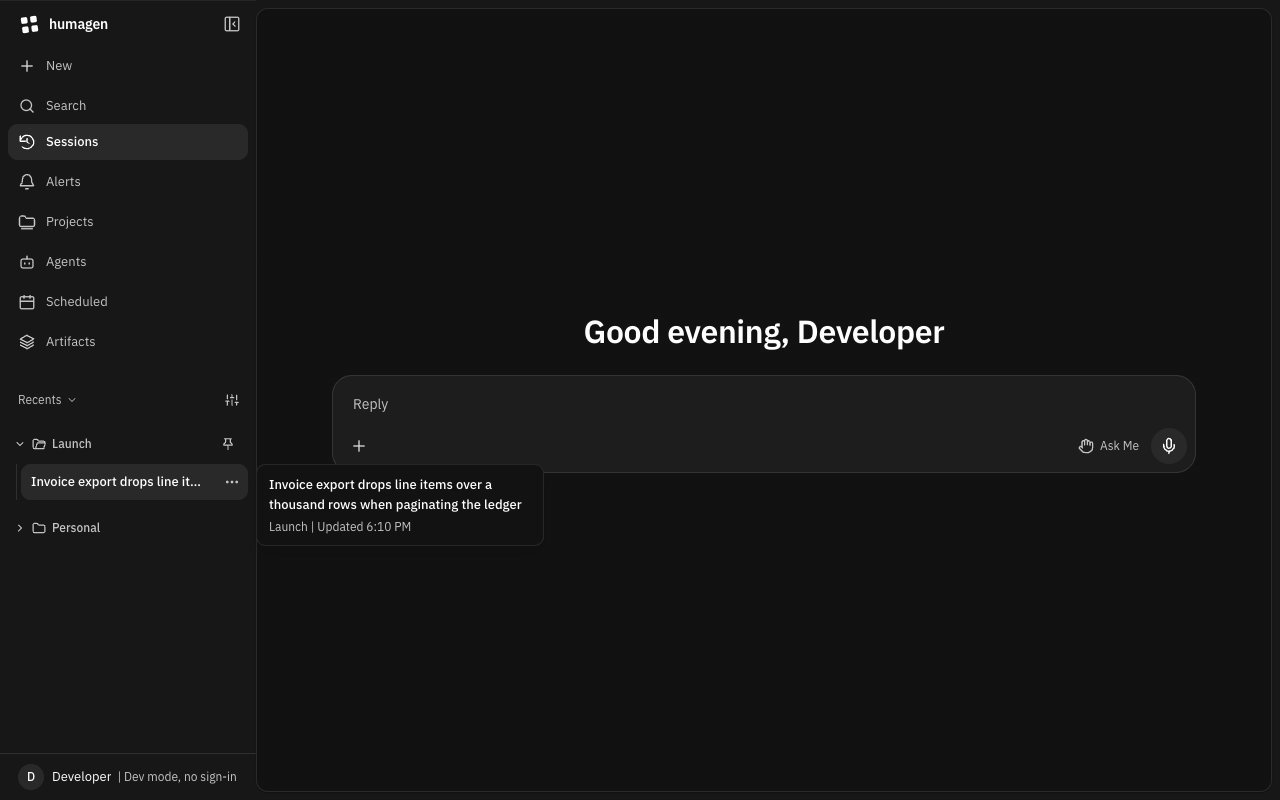 humagen
New
Search
Sessions
Alerts
Projects
Agents
Scheduled
Artifacts
Recents
Launch
Invoice export drops line it...
Personal
Developer | Dev mode, no sign-in
D
Good evening, Developer
Reply
Ask Me
Invoice export drops line items over a
thousand rows when paginating the ledger
Launch | Updated 6:10 PM